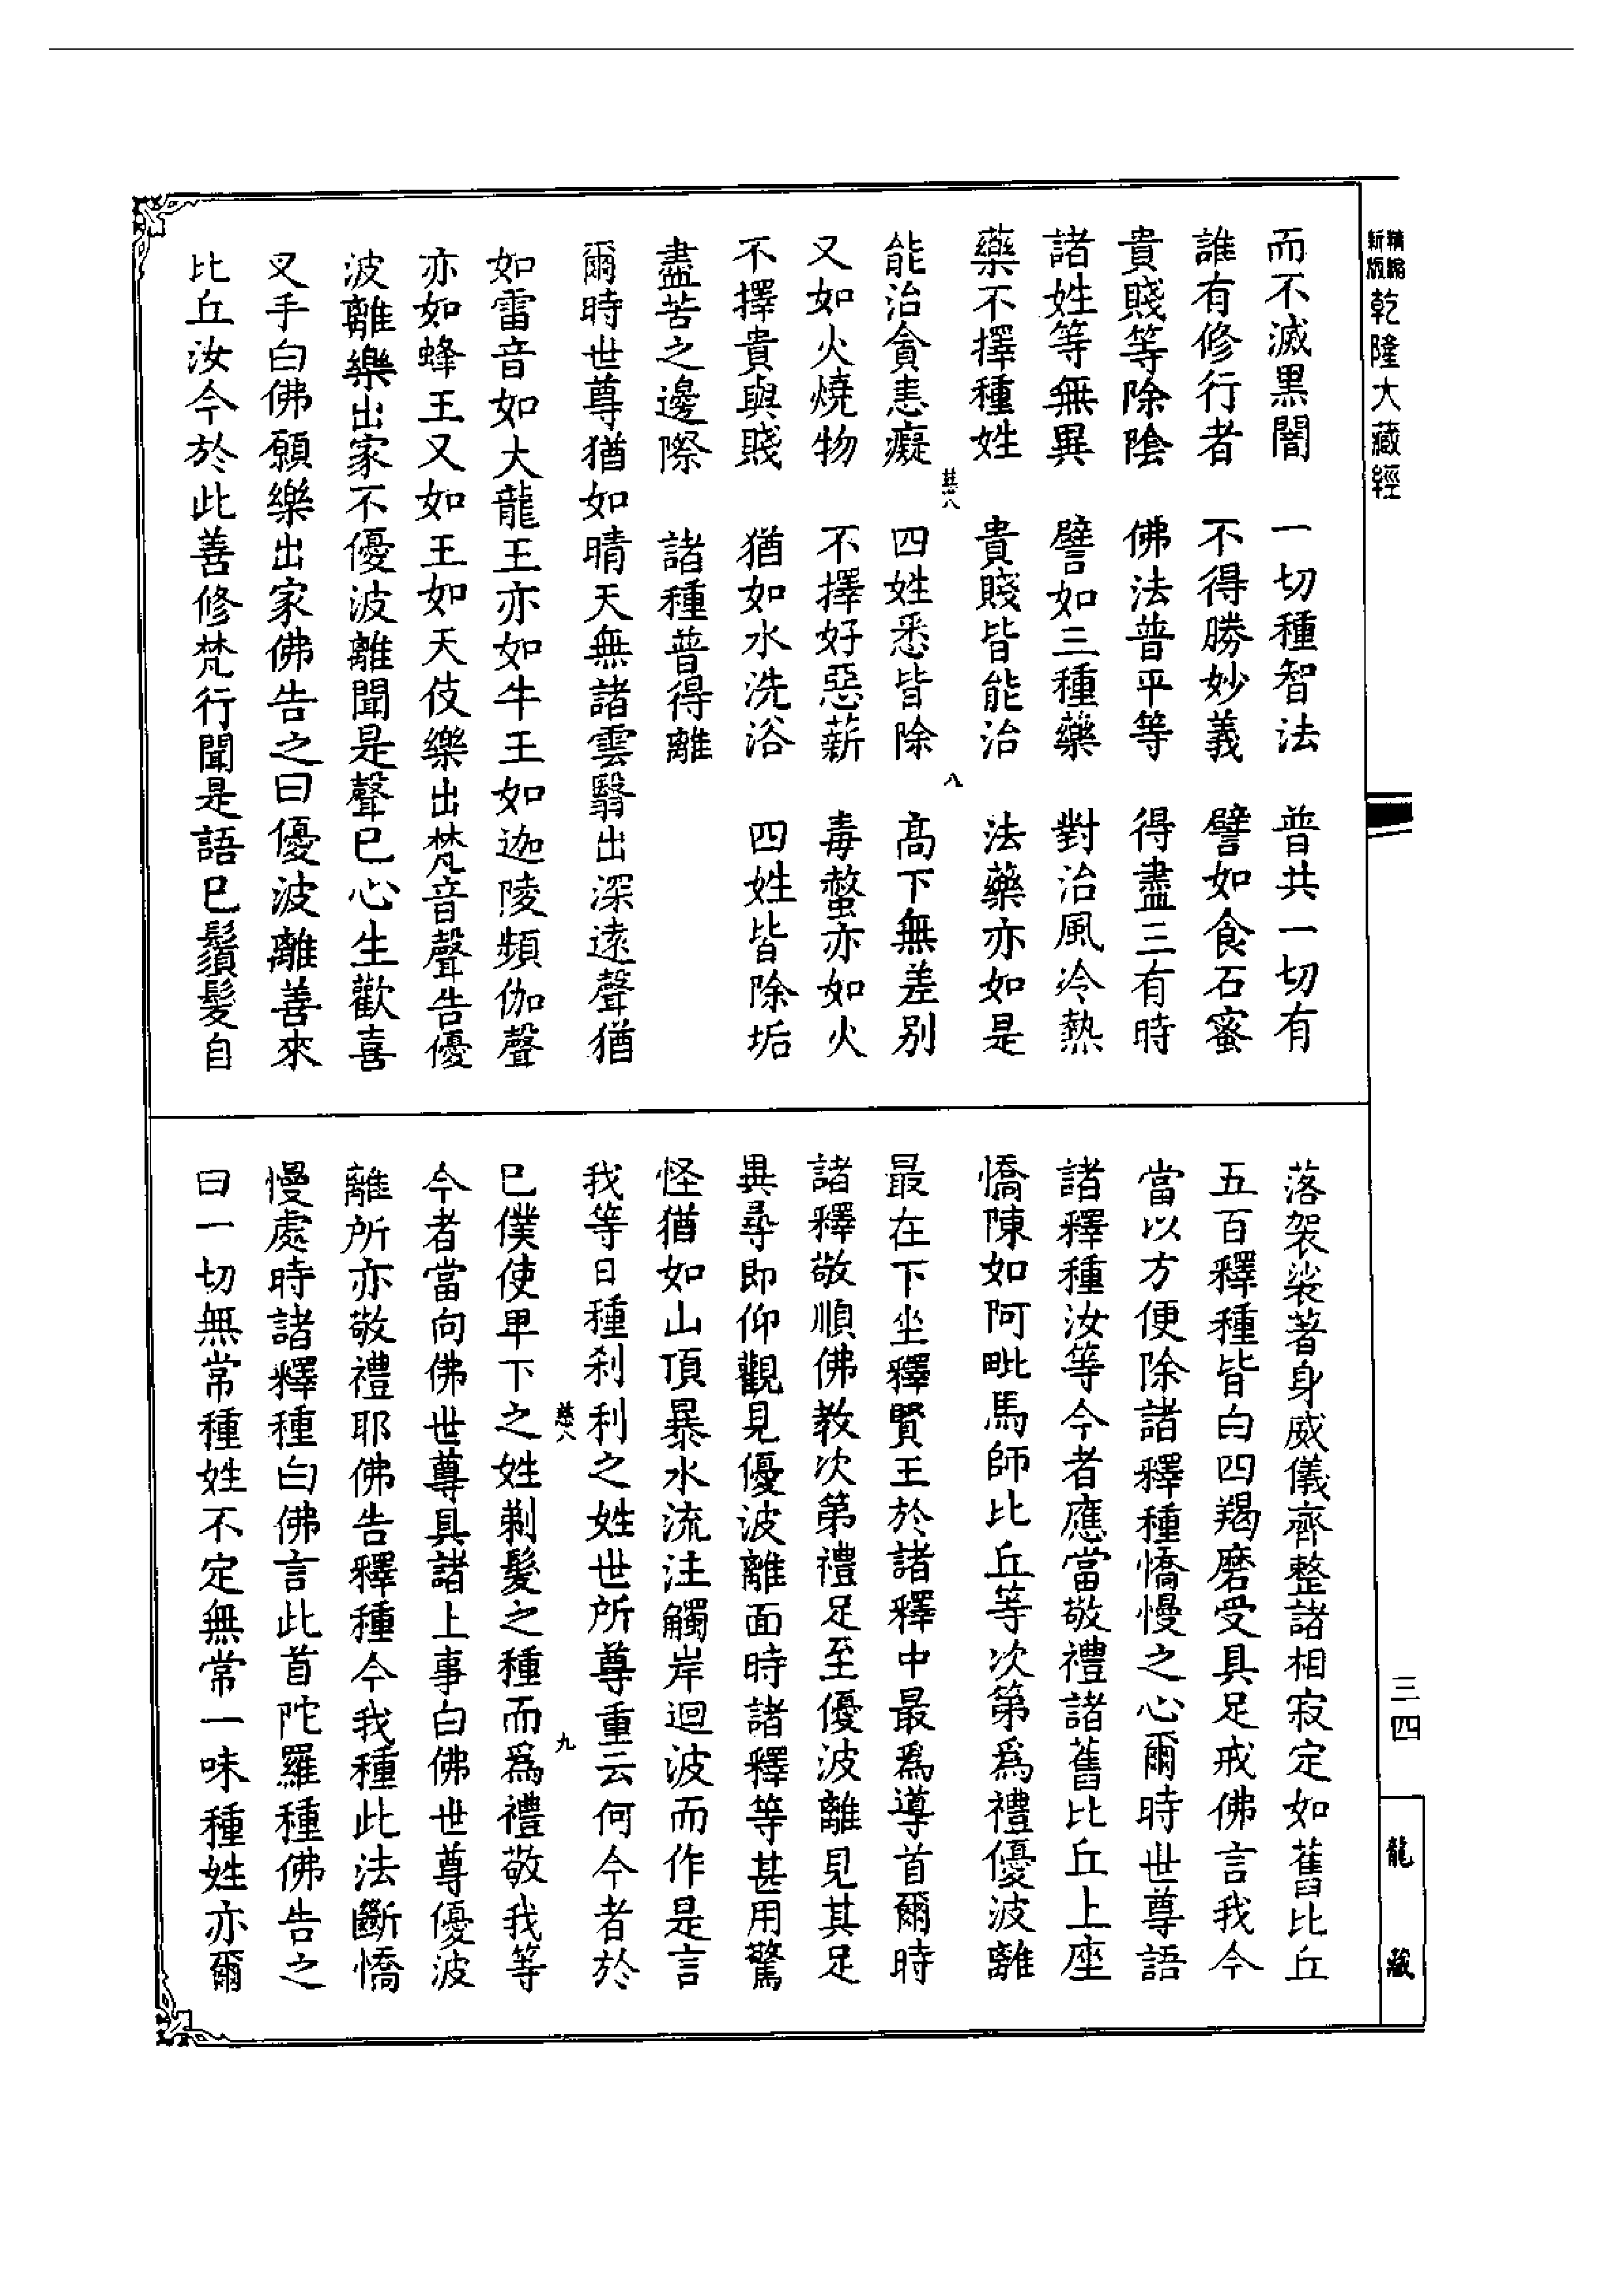 精編新版乾隆大藏經
而不滅黑闇 一切種智法 普共一切有
誰有修行者 不得勝妙義 譬如食石蜜
貴賤等除陰 佛法普平等 得盡三有時
諸姓等無異 譬如三種藥 對治風冷熱
藥不擇種姓 貴賤皆能治 法藥亦如是
慈八 八
能治貪恚癡 四姓悉皆除 高下無差別
又如火燒物 不擇好惡薪 毒螫亦如火
不擇貴與賤 猶如水洗浴 四姓皆除垢
盡苦之邊際 諸種普得離
爾時世尊猶如晴天無諸雲翳出深遠聲猶
如雷音如大龍王亦如牛王如迦陵頻伽聲
亦如蜂王又如王如天伎樂出梵音聲告優
波離樂出家不優波離聞是聲已心生歡喜
叉手白佛願樂出家佛告之曰優波離善來
比丘汝今於此善修梵行聞是語已鬚髮自
落袈裟著身威儀齊整諸相寂定如舊比丘
五百釋種皆白四羯磨受具足戒佛言我今
當以方便除諸釋種憍慢之心爾時世尊語
諸釋種汝等今者應當敬禮諸舊比丘上座
憍陳如阿毗馬師比丘等次第為禮優波離
最在下坐釋賢王於諸釋中最為導首爾時
諸釋敬順佛教次第禮足至優波離見其足
異尋即仰觀見優波離面時諸釋等甚用驚
怪猶如山頂暴水流注觸岸迴波而作是言
我等日種剎利之姓世所尊重云何今者於
慈八 九
已僕使卑下之姓剃髮之種而為禮敬我等
今者當向佛世尊具諸上事白佛世尊優波
離所亦敬禮耶佛告釋種今我種此法斷憍
慢處時諸釋種白佛言此首陀羅種佛告之
曰一切無常種姓不定無常一味種姓亦爾
三四
龍藏